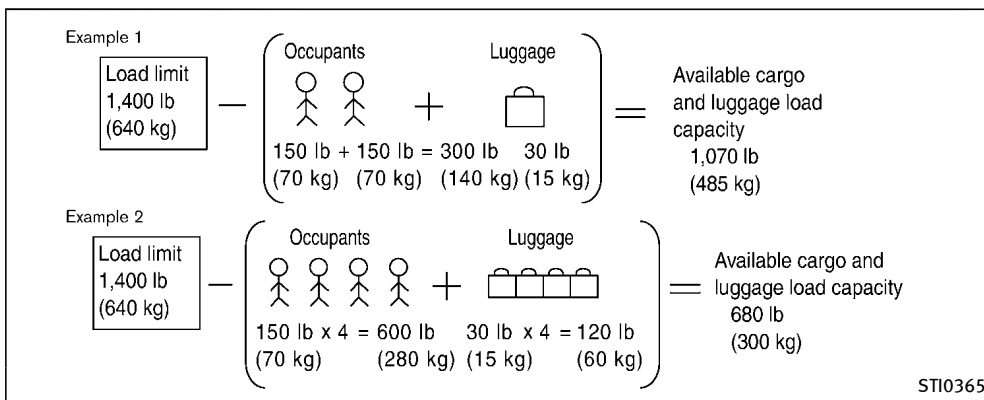 Example 1
Occupants Luggage
Load limit
1,400 lb
(640 kg)
−
+
=
150 lb + 150 lb = 300 lb 30 lb
(70 kg) (70 kg) (140 kg) (15 kg)
Available cargo
and luggage load
capacity
1,070 lb
(485 kg)
Example 2
Occupants Luggage
Load limit
1,400 lb
(640 kg)
−
+
=
150 lb x 4 = 600 lb 30 lb x 4 = 120 lb
(70 kg) (280 kg) (15 kg) (60 kg)
Available cargo and
luggage load capacity
680 lb
(300 kg)
STI0365